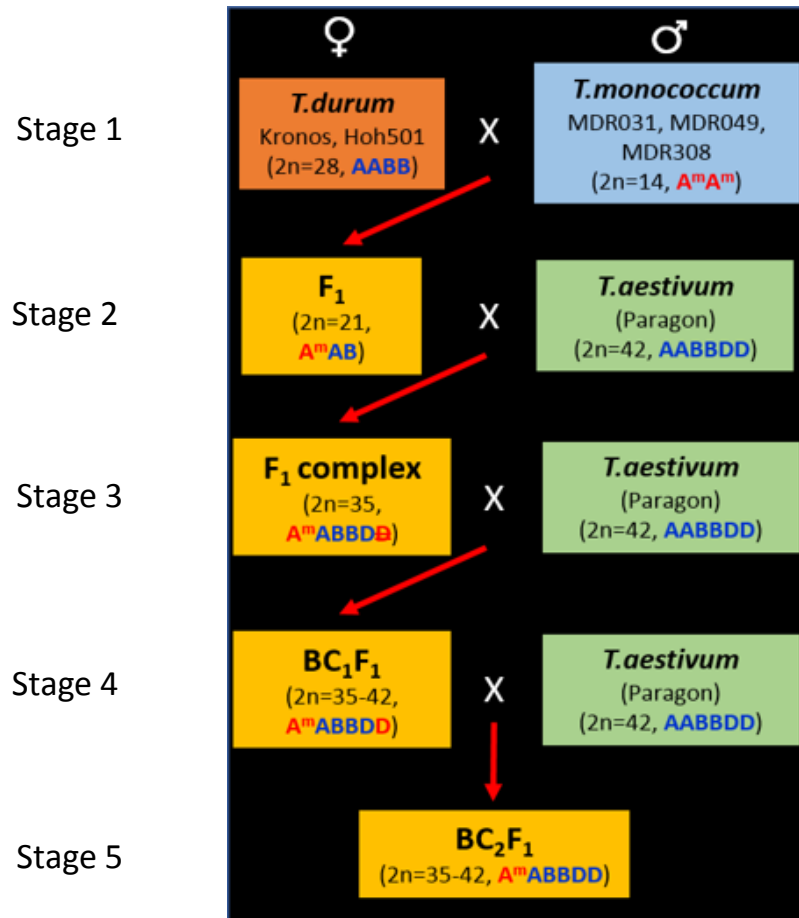 ♀ ♂
Stage 1
T.durum
Kronos, Hoh501
(2n=28, AABB)
X
T.monococcum
MDR031, MDR049,
MDR308
(2n=14, AᵐAᵐ)
Stage 2
F₁
(2n=21,
AᵐAB)
X
T.aestivum
(Paragon)
(2n=42, AABBDD)
Stage 3
F₁ complex
(2n=35,
AᵐABBDD)
X
T.aestivum
(Paragon)
(2n=42, AABBDD)
Stage 4
BC₁F₁
(2n=35-42,
AᵐABBDD)
X
T.aestivum
(Paragon)
(2n=42, AABBDD)
Stage 5
BC₂F₁
(2n=35-42, AᵐABBDD)